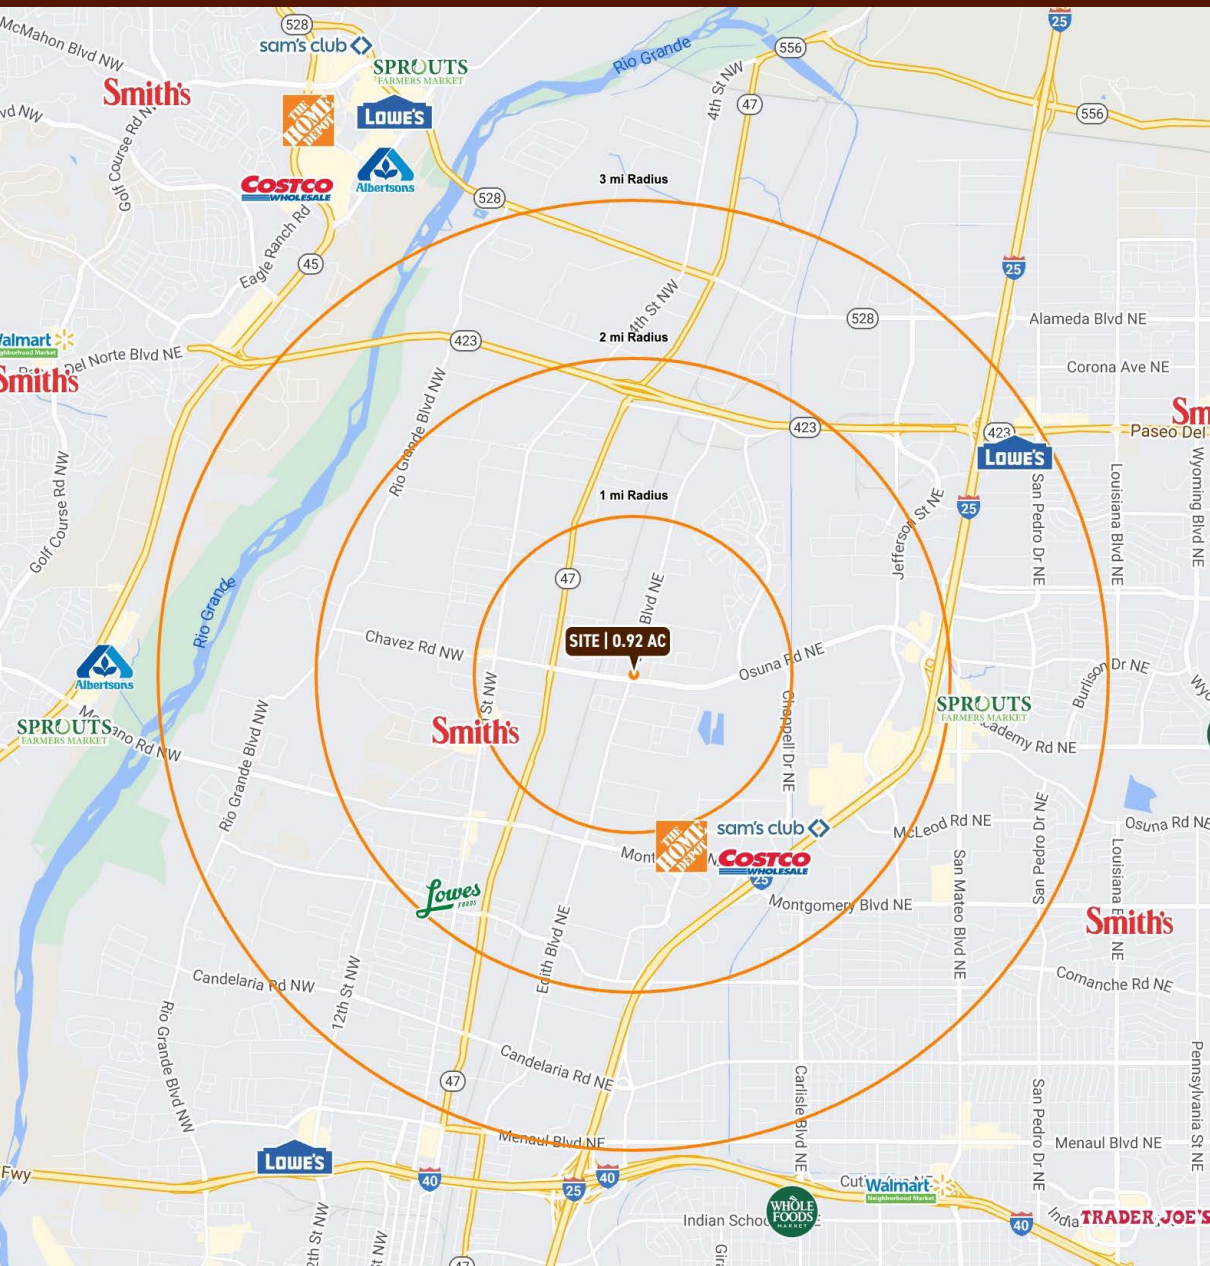 25
528
McMahon Blvd NW
sam's club
Rio Grande
556
SPROUTS
FARMERS MARKET
4th St NW
Smith's
47
THE HOME DEPOT
LOWE'S
556
Golf Course Rd
Albertsons
COSTCO
WHOLESALE
3 mi Radius
528
Eagle Ranch Rd
45
25
4th St NW
528
Alameda Blvd NE
Walmart
2 mi Radius
423
Del Norte Blvd NE
Smith's
Corona Ave NE
Rio Grande Blvd NW
423
423
Paseo Del
LOWE'S
Golf Course Rd NW
1 mi Radius
Wyoming Blvd NE
San Pedro Dr NE
Louisiana Blvd NE
25
Jefferson St NE
47
Blvd NE
Rio Grande
SITE | 0.92 AC
Chavez Rd NW
Osuna Rd NE
Albertsons
Burlison Dr NE
St NW
SPROUTS
FARMERS MARKET
SPROUTS
FARMERS MARKET
Smith's
Chappell Dr NE
Rd NW
Academy Rd NE
Rio Grande Blvd NW
THE HOME DEPOT
sam's club
McLeod Rd NE
Osuna Rd NE
COSTCO
WHOLESALE
25
San Pedro Dr NE
Lowes
FOODS
Montgomery Blvd NE
San Mateo Blvd NE
Louisiana
NE
Smith's
Edith Blvd NE
Candelaria Rd NW
12th St NW
Comanche Rd NE
Rio Grande Blvd NW
Candelaria Rd NE
47
Carlisle Blvd NE
San Pedro Dr NE
Pennsylvania St NE
Menaul Blvd NE
Menaul Blvd NE
LOWE'S
Fwy
40
25
40
Walmart
Neighborhood Market
WHOLE
FOODS
MARKET
Indian
40
TRADER JOE'S
St NW
47